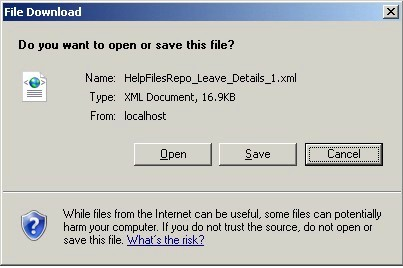 File Download
Do you want to open or save this file?
Name: HelpFilesRepo_Leave_Details_1.xml
Type: XML Document, 16.9KB
From: localhost
Open Save Cancel
While files from the Internet can be useful, some files can potentially
harm your computer. If you do not trust the source, do not open or
save this file. What's the risk?